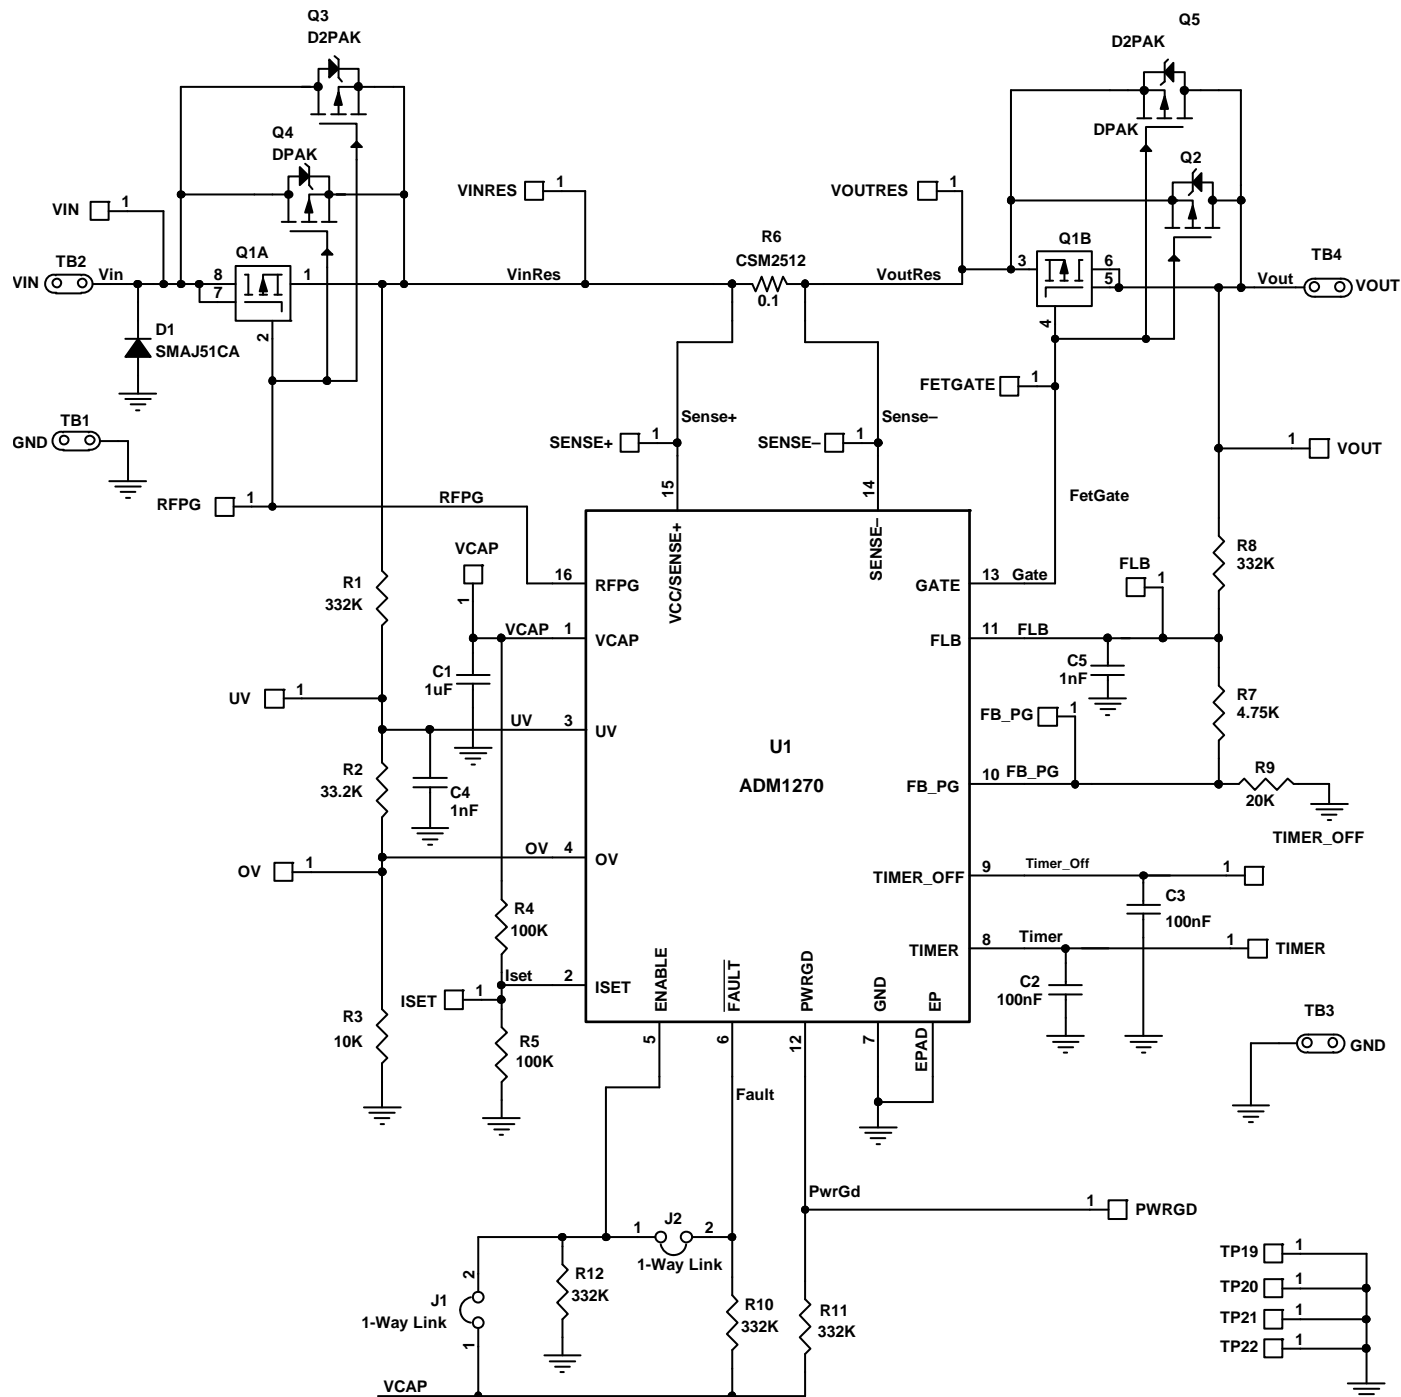 Q3
D2PAK
Q5
D2PAK
Q4
DPAK
DPAK
Q2
VIN
1
VINRES
1
VOUTRES
1
R6
CSM2512
0.1
TB2
VIN
Vin
Q1A
8
7
1
2
VinRes
VoutRes
Q1B
3
6
5
4
Vout
TB4
VOUT
D1
SMAJ51CA
FETGATE
1
TB1
GND
Sense+
Sense–
SENSE+
1
SENSE–
1
1
VOUT
RFPG
1
RFPG
15
14
FetGate
VCAP
1
16
RFPG
VCC/SENSE+
SENSE–
GATE
13
Gate
FLB
1
R8
332K
R1
332K
VCAP
1
VCAP
FLB
11
FLB
C1
1uF
C5
1nF
UV
1
R7
4.75K
FB_PG
1
UV
3
UV
U1
ADM1270
R2
33.2K
C4
1nF
FB_PG
10
FB_PG
R9
20K
TIMER_OFF
OV
1
OV
4
OV
TIMER_OFF
9
Timer_Off
1
R4
100K
C3
100nF
TIMER
8
Timer
1
TIMER
ISET
1
Iset
2
ISET
ENABLE
FAULT
PWRGD
GND
EP
C2
100nF
R3
10K
R5
100K
5
6
12
7
EPAD
TB3
GND
Fault
PwrGd
1
PWRGD
1
J2
2
1-Way Link
R12
332K
2
J1
1-Way Link
1
R10
332K
R11
332K
TP19
1
TP20
1
TP21
1
TP22
1
VCAP